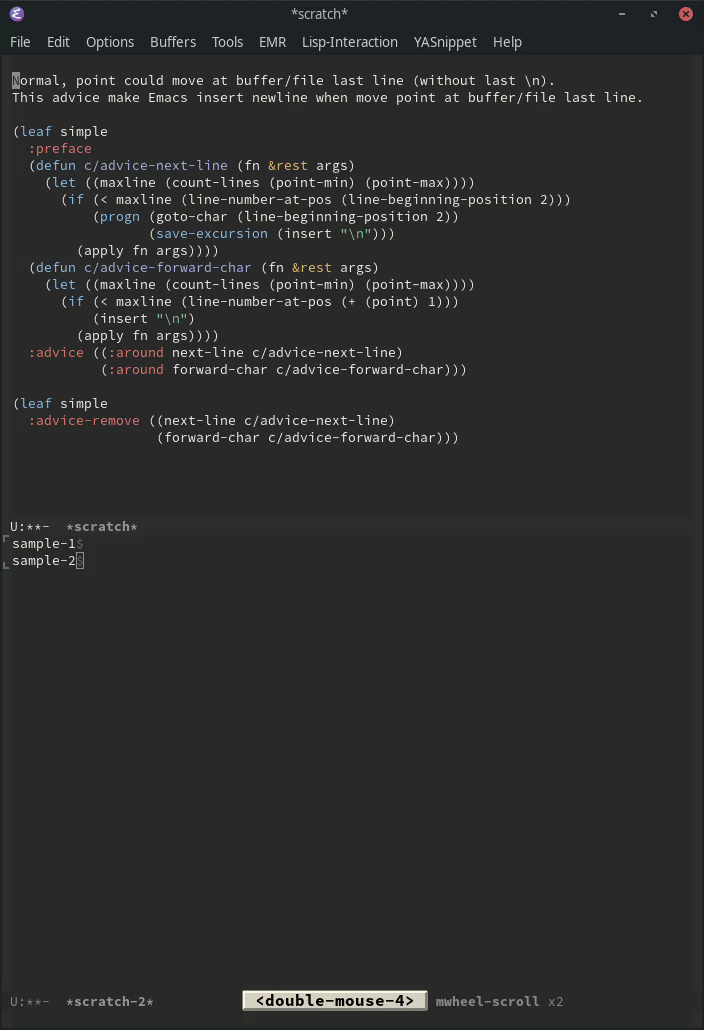 *scratch*
File Edit Options Buffers Tools EMR Lisp-Interaction YASnippet Help
Normal, point could move at buffer/file last line (without last \n).
This advice make Emacs insert newline when move point at buffer/file last line.
(leaf simple
  :preface
  (defun c/advice-next-line (fn &rest args)
    (let ((maxline (count-lines (point-min) (point-max))))
      (if (< maxline (line-number-at-pos (line-beginning-position 2)))
          (progn (goto-char (line-beginning-position 2))
                 (save-excursion (insert "\n")))
        (apply fn args))))
  (defun c/advice-forward-char (fn &rest args)
    (let ((maxline (count-lines (point-min) (point-max))))
      (if (< maxline (line-number-at-pos (+ (point) 1)))
          (insert "\n")
        (apply fn args))))
  :advice ((:around next-line c/advice-next-line)
           (:around forward-char c/advice-forward-char)))
(leaf simple
  :advice-remove ((next-line c/advice-next-line)
                  (forward-char c/advice-forward-char)))
U:**-  *scratch*
sample-1$
sample-2$
U:**-  *scratch-2* <double-mouse-4> mwheel-scroll x2